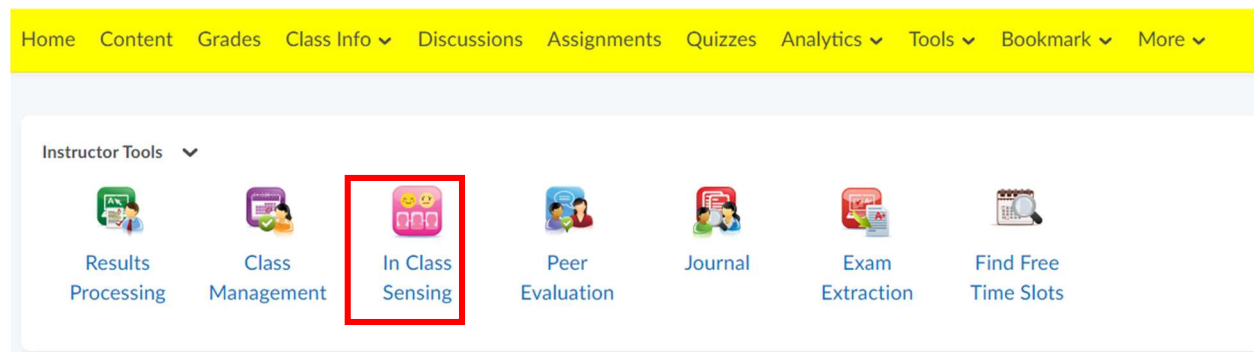 Home Content Grades Class Info Discussions Assignments Quizzes Analytics Tools Bookmark More
Instructor Tools
Results Processing
Class Management
In Class Sensing
Peer Evaluation
Journal
Exam Extraction
Find Free Time Slots